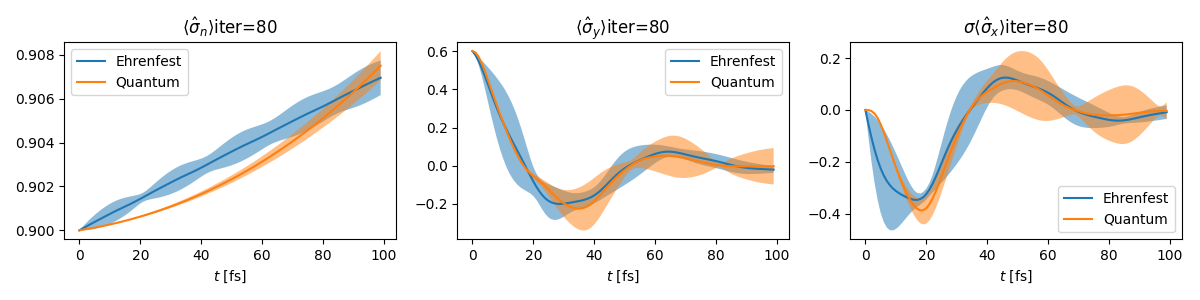 ⟨σ̂ₙ⟩iter=80
0.908
0.906
0.904
0.902
0.900
Ehrenfest
Quantum
0 20 40 60 80 100
t [fs]
⟨σ̂ᵧ⟩iter=80
0.6
0.4
0.2
0.0
−0.2
Ehrenfest
Quantum
0 20 40 60 80 100
t [fs]
σ⟨σ̂ₓ⟩iter=80
0.2
0.0
−0.2
−0.4
Ehrenfest
Quantum
0 20 40 60 80 100
t [fs]